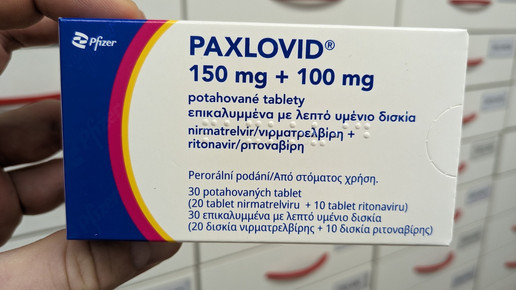 Pfizer
PAXLOVID®
150 mg + 100 mg
potahované tablety
επικαλυμμένα με λεπτό υμένιο δισκία
nirmatrelvir/νιρματρελβίρη +
ritonavir/ριτοναβίρη
Perorální podání/Από στόματος χρήση.
30 potahovaných tablet
(20 tablet nirmatrelviru + 10 tablet ritonaviru)
30 επικαλυμμένα με λεπτό υμένιο δισκία
(20 δισκία νιρματρελβίρης + 10 δισκία ριτοναβίρης)